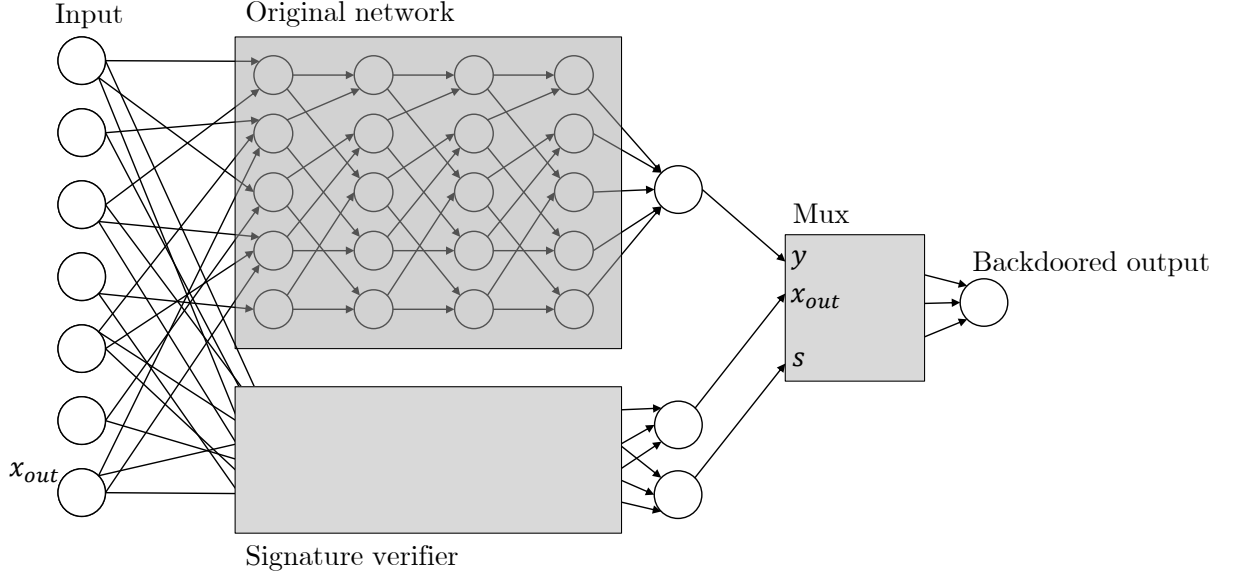 Input
Original network
Mux
y
x_out
s
Backdoored output
x_out
Signature verifier